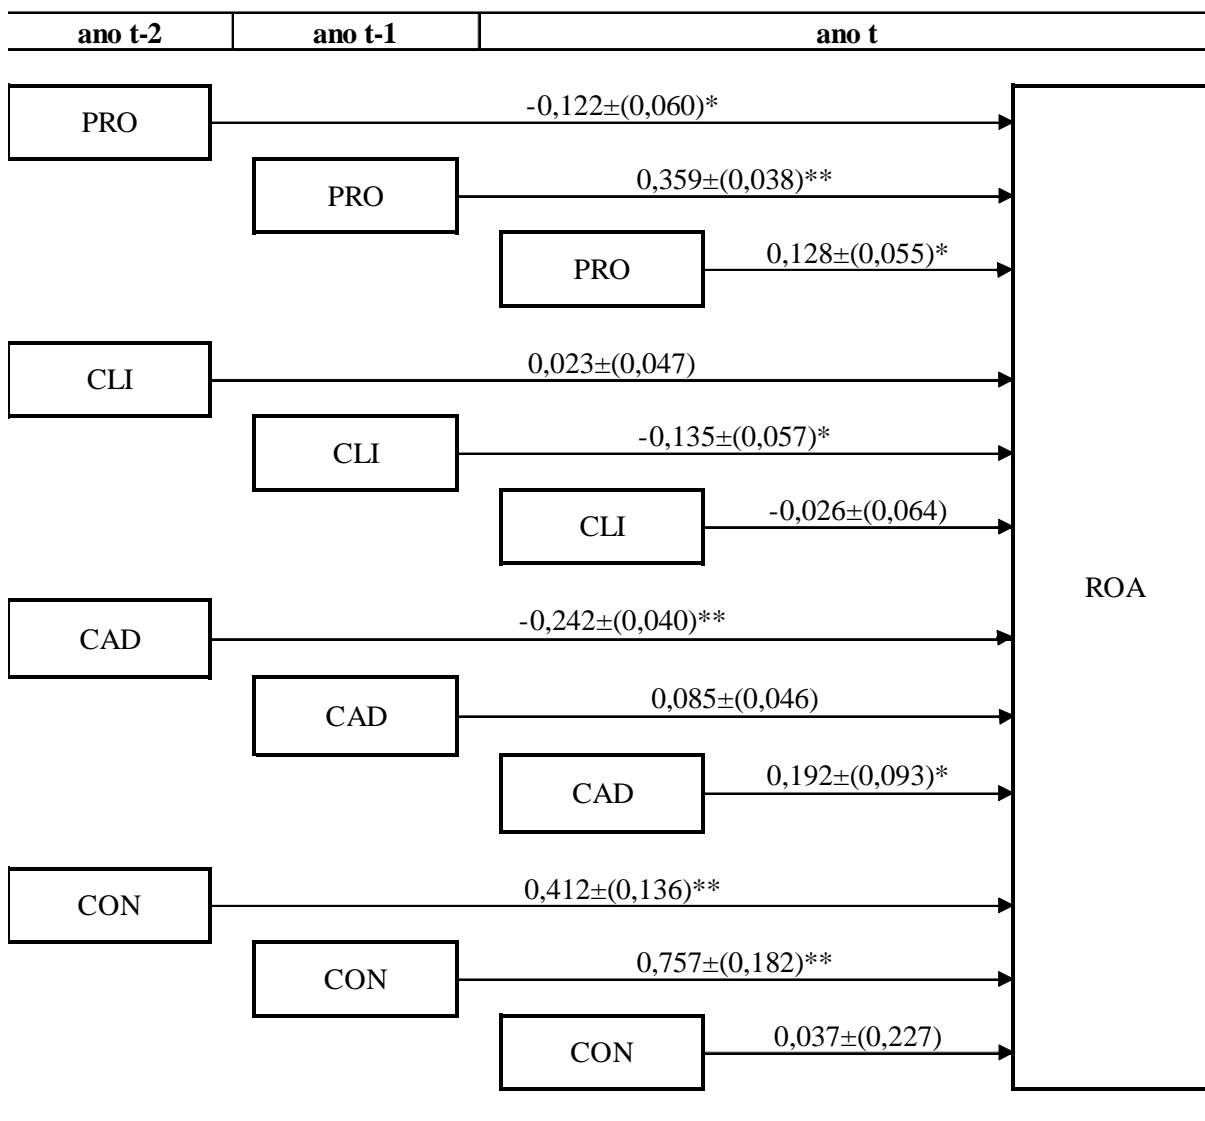 ano t-2 ano t-1 ano t
PRO -0,122±(0,060)*
PRO 0,359±(0,038)**
PRO 0,128±(0,055)*
CLI 0,023±(0,047)
CLI -0,135±(0,057)*
CLI -0,026±(0,064)
ROA
CAD -0,242±(0,040)**
CAD 0,085±(0,046)
CAD 0,192±(0,093)*
CON 0,412±(0,136)**
CON 0,757±(0,182)**
CON 0,037±(0,227)